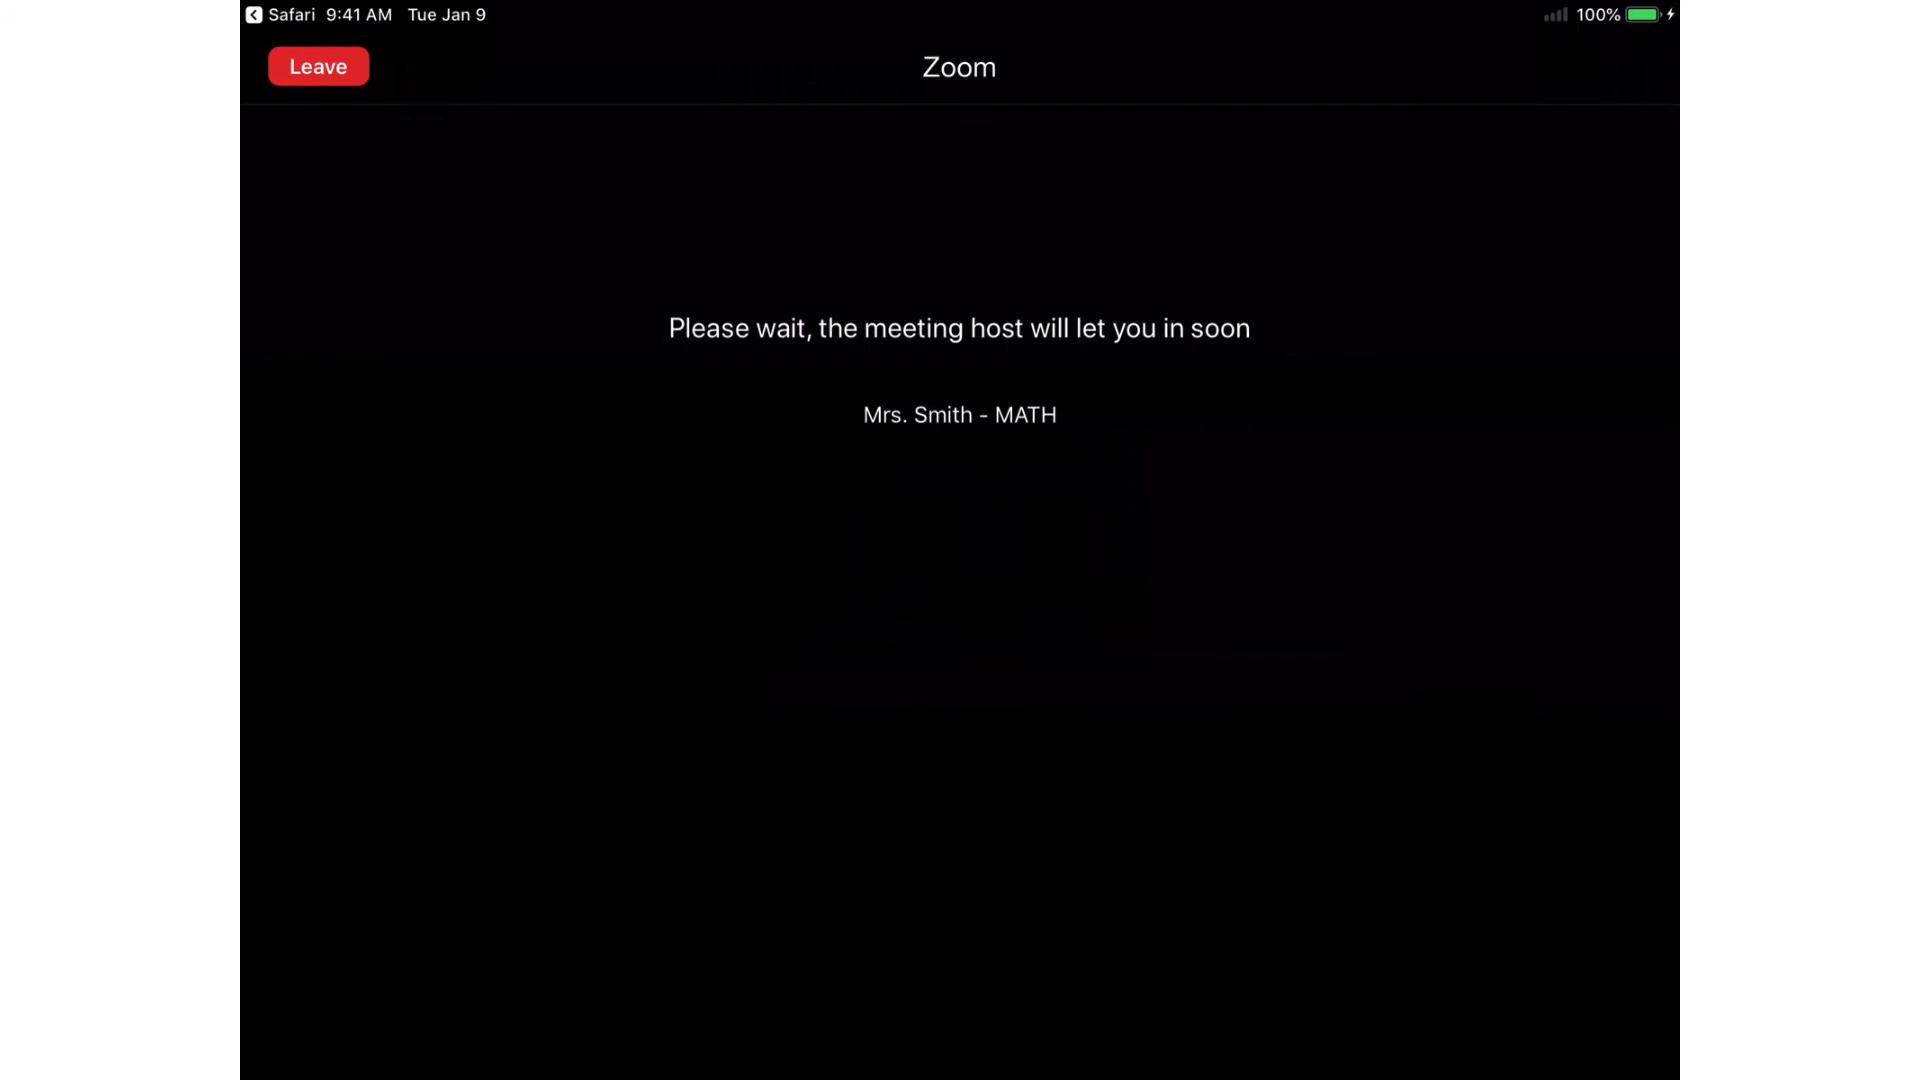 Safari 9:41 AM Tue Jan 9 100%
Leave Zoom
Please wait, the meeting host will let you in soon
Mrs. Smith - MATH